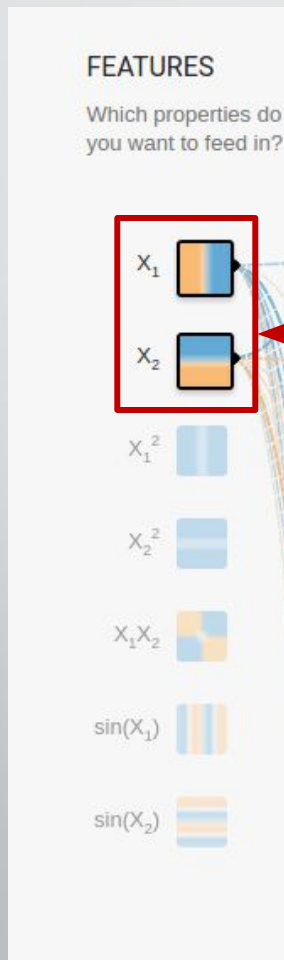 FEATURES
Which properties do
you want to feed in?
X₁
X₂
X₁²
X₂²
X₁X₂
sin(X₁)
sin(X₂)